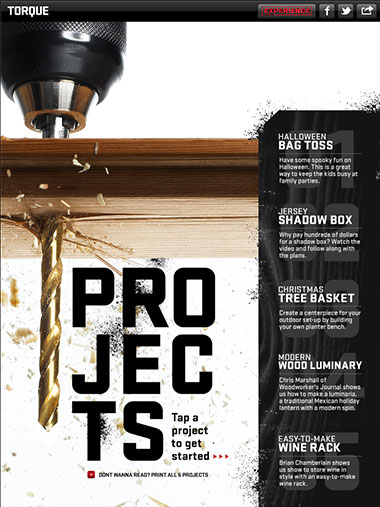 TORQUE
EXPERIENCE
PRO
JEC
TS
Tap a
project
to get
started
DONT WANNA READ? PRINT ALL 5 PROJECTS
1
HALLOWEEN
BAG TOSS
Have some spooky fun on
Halloween. This is a great
way to keep the kids busy at
family parties.
JERSEY
SHADOW BOX
Why pay hundreds of dollars
for a shadow box? Watch the
video and follow along with
the plans.
CHRISTMAS
TREE BASKET
Create a centerpiece for your
outdoor set-up by building
your own planter bench.
MODERN
WOOD LUMINARY
Chris Marshall of
Woodworker's Journal shows
us how to make a luminaria,
a traditional Mexican holiday
lantern with a modern spin.
EASY-TO-MAKE
WINE RACK
Brian Chamberlain shows
us show to store wine in
style with an easy-to-make
wine rack.